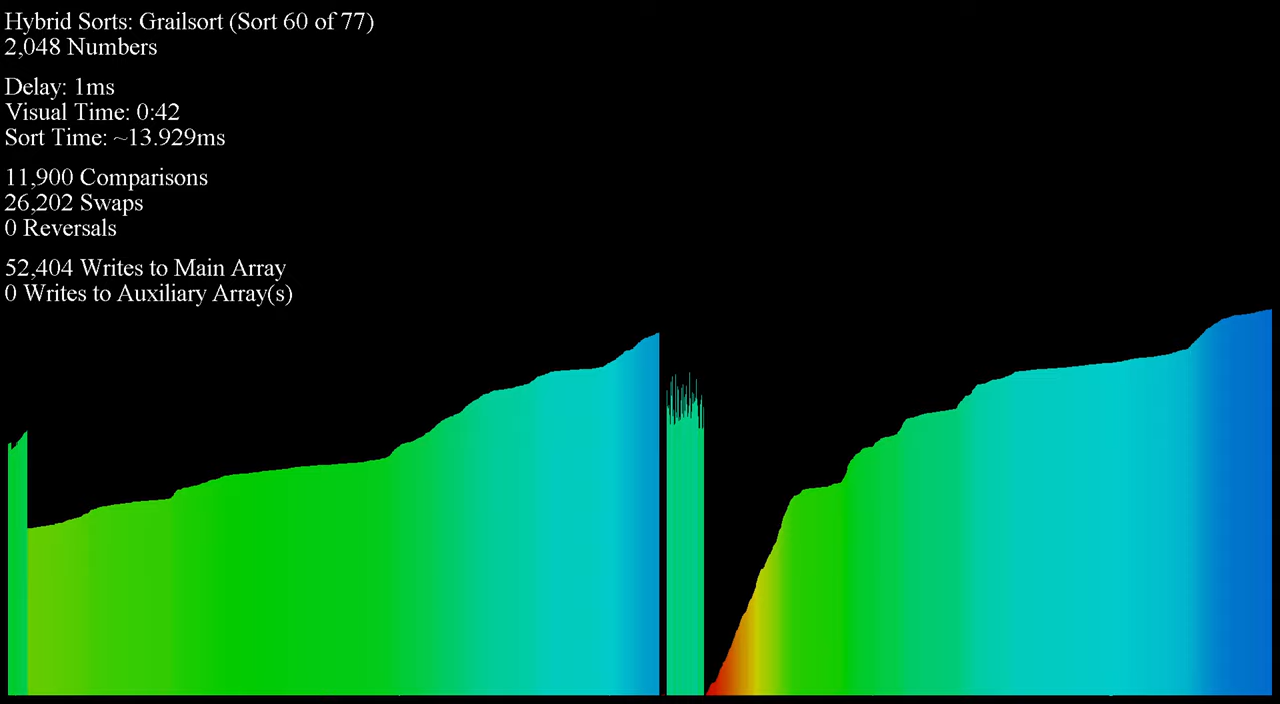 Hybrid Sorts: Grailsort (Sort 60 of 77)
2,048 Numbers
Delay: 1ms
Visual Time: 0:42
Sort Time: ~13.929ms
11,900 Comparisons
26,202 Swaps
0 Reversals
52,404 Writes to Main Array
0 Writes to Auxiliary Array(s)